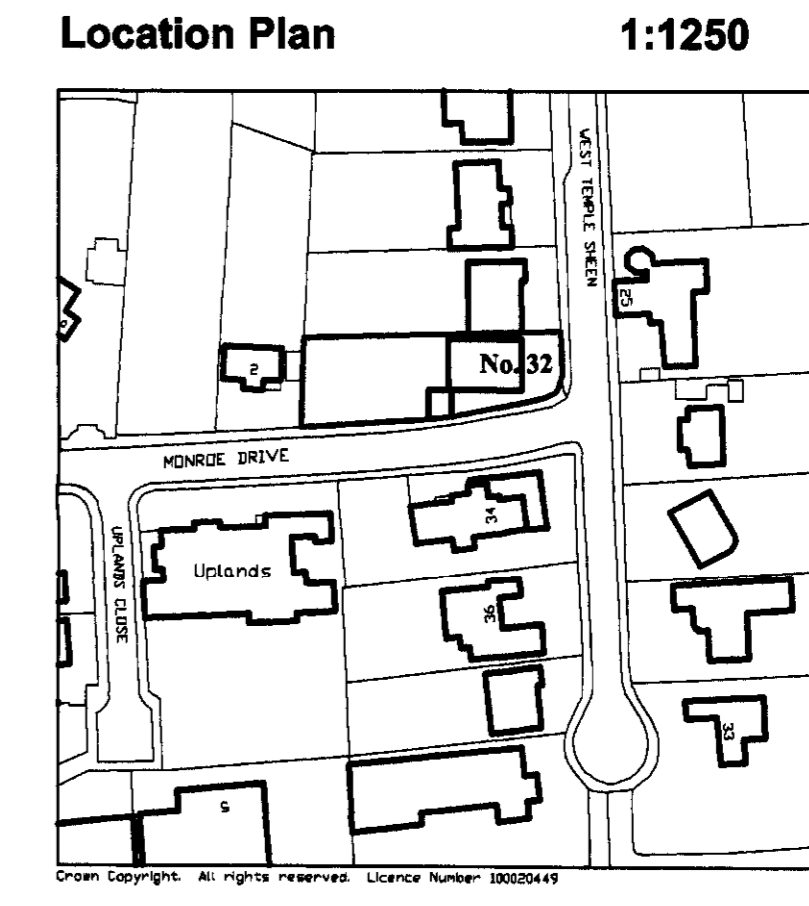 Location Plan 1:1250
WEST TEMPLE SHEEN
25
2
No. 32
MONROE DRIVE
34
UPLANDS CLOSE
Uplands
36
33
5
Crown Copyright. All rights reserved. Licence Number 100020449